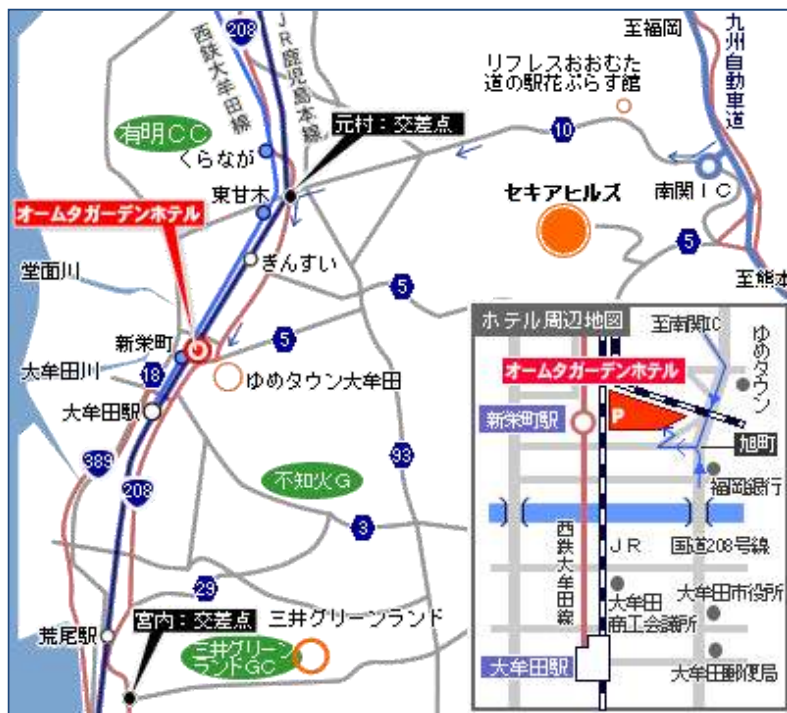 208
西鉄大牟田線
JR鹿児島本線
至福岡
九州自動車道
リフレスおおむた
道の駅花ぷらす館
有明CC
くらなが
元村：交差点
10
東甘木
セキアヒルズ
南関IC
オームタガーデンホテル
5
ぎんすい
堂面川
5
至熊本
新栄町
5
大牟田川
18
ゆめタウン大牟田
大牟田駅
389
208
93
不知火G
3
29
宮内：交差点
三井グリーンランド
荒尾駅
三井グリーン
ランドGC
ホテル周辺地図
至南関IC
ゆめタウン
オームタガーデンホテル
P
新栄町駅
旭町
福岡銀行
西鉄大牟田線
JR
国道208号線
大牟田
商工会議所
大牟田市役所
大牟田駅
大牟田郵便局